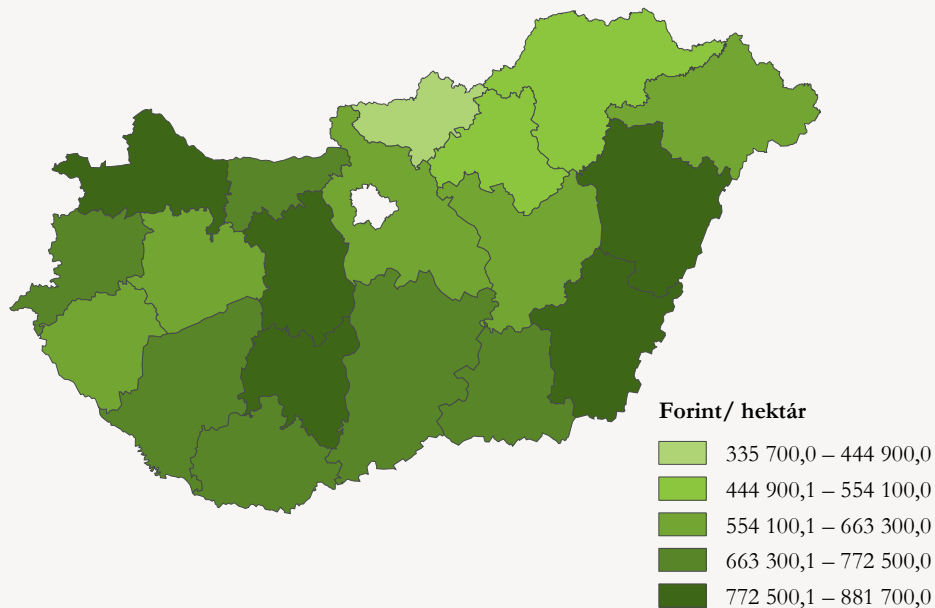 Forint/ hektár
335 700,0 – 444 900,0
444 900,1 – 554 100,0
554 100,1 – 663 300,0
663 300,1 – 772 500,0
772 500,1 – 881 700,0